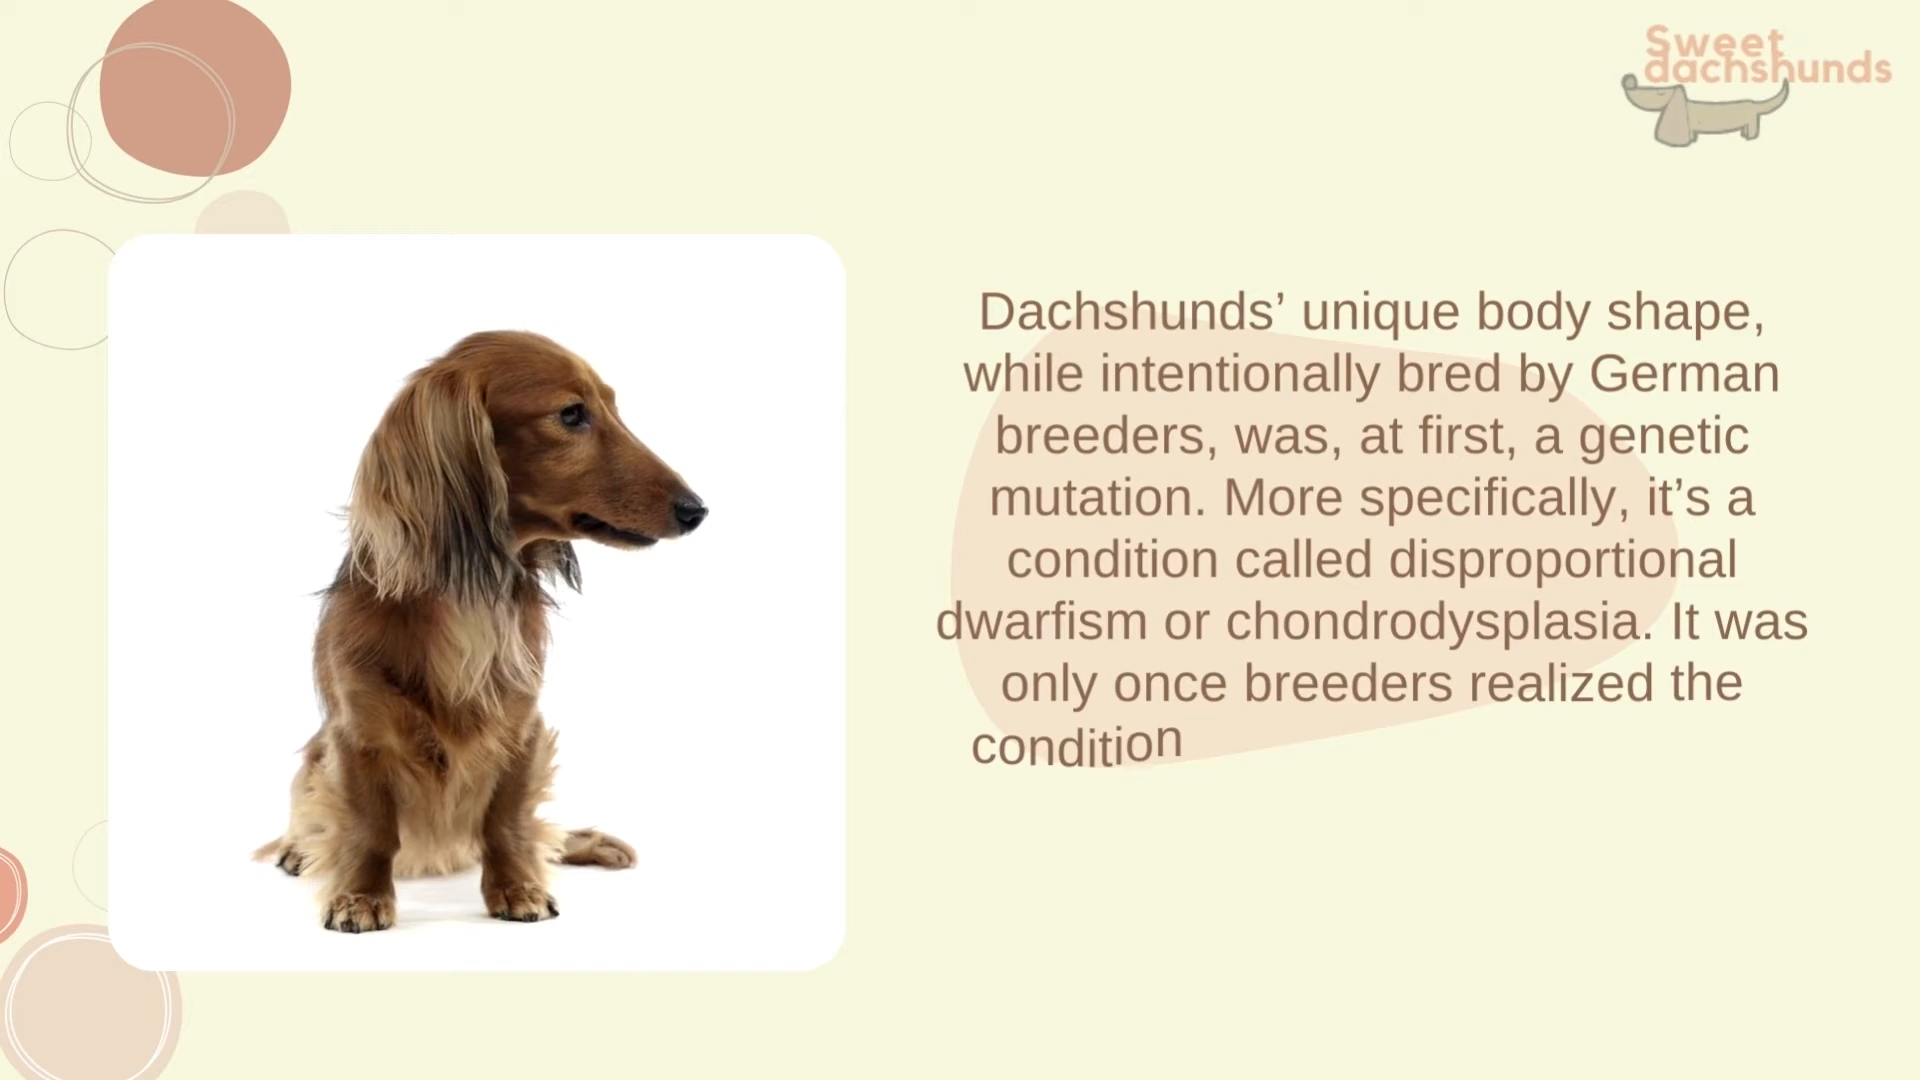 Sweet
dachshunds
Dachshunds’ unique body shape,
while intentionally bred by German
breeders, was, at first, a genetic
mutation. More specifically, it’s a
condition called disproportional
dwarfism or chondrodysplasia. It was
only once breeders realized the
condition